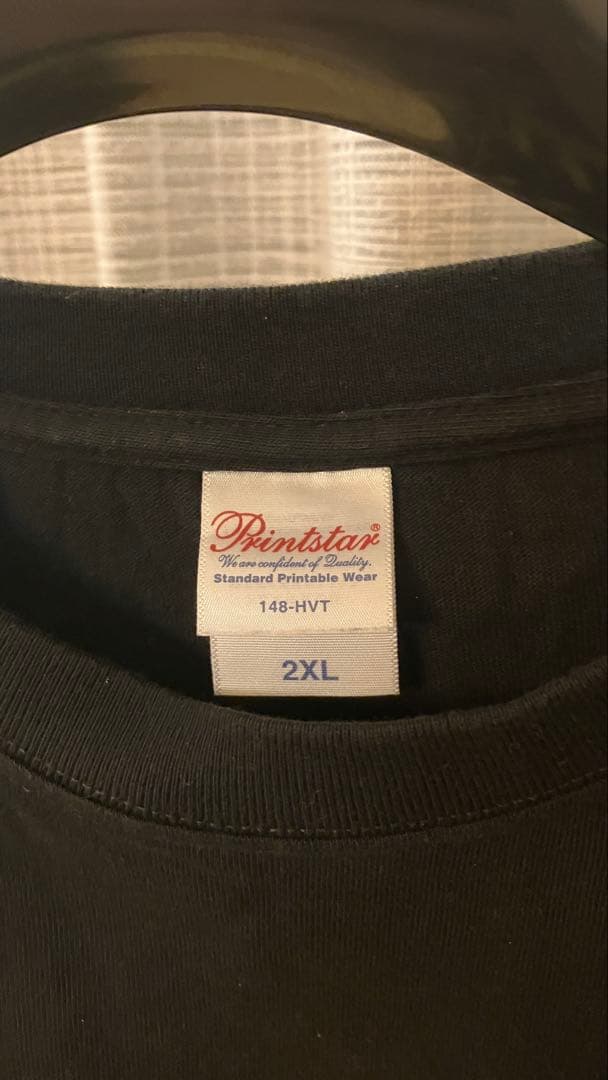 Printstar®
We are confident of Quality.
Standard Printable Wear
148-HVT
2XL